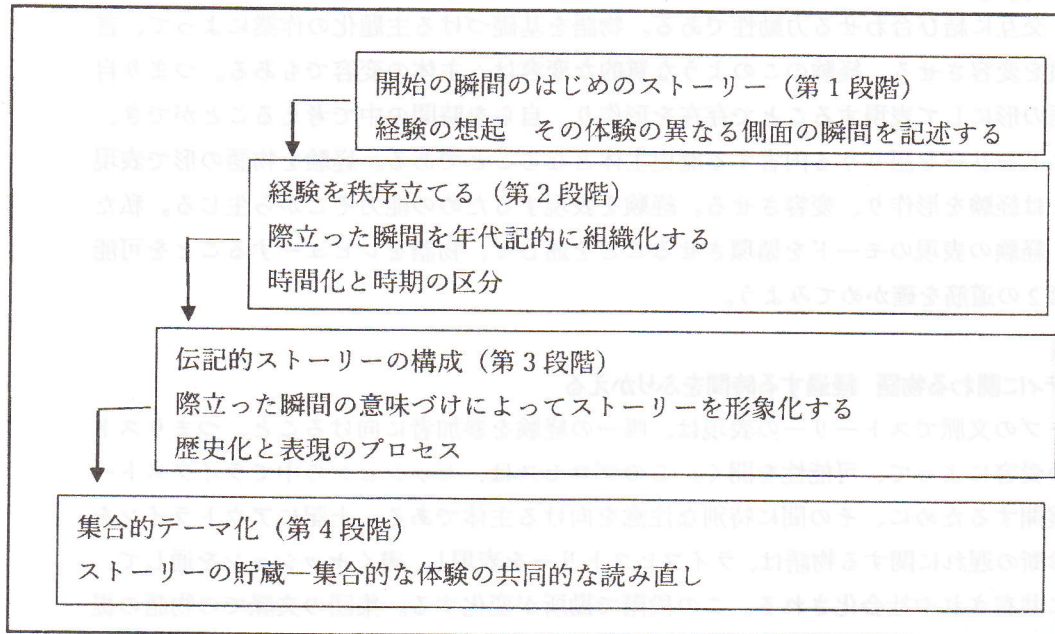 開始の瞬間のはじめのストーリー（第１段階）
経験の想起　その体験の異なる側面の瞬間を記述する
経験を秩序立てる（第２段階）
際立った瞬間を年代記的に組織化する
時間化と時期の区分
伝記的ストーリーの構成（第３段階）
際立った瞬間の意味づけによってストーリーを形象化する
歴史化と表現のプロセス
集合的テーマ化（第４段階）
ストーリーの貯蔵－集合的な体験の共同的な読み直し